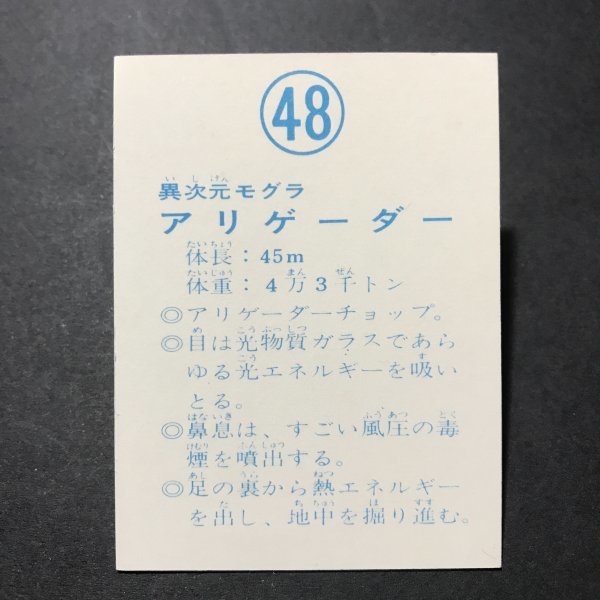 48
異次元モグラ
アリゲーダー
体長：45m
体重：4万3千トン
◎アリゲーダーチョップ。
◎目は光物質ガラスであら
ゆる光エネルギーを吸い
とる。
◎鼻息は、すごい風圧の毒
煙を噴出する。
◎足の裏から熱エネルギー
を出し、地中を掘り進む。